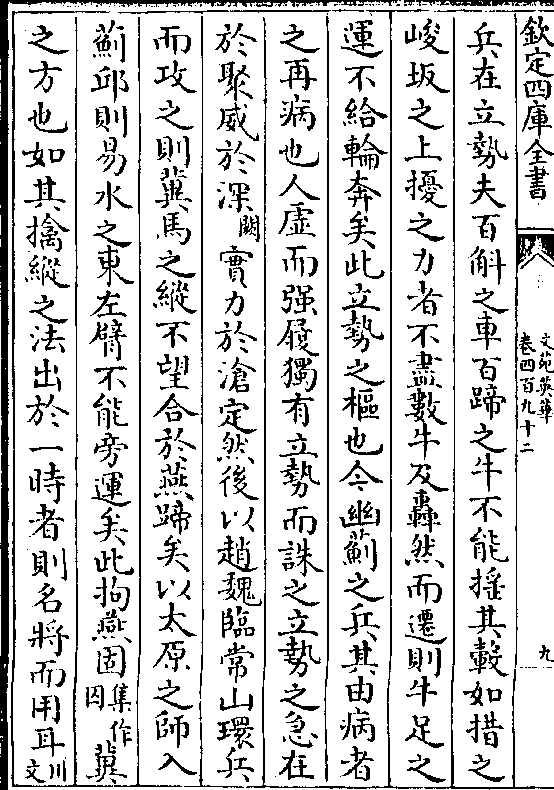 欽定四庫全書
文苑英華
卷四百九十二
九
兵在立勢夫百斛之車百蹄之牛不能揺其轂如措之
峻坂之上擾之力者不盡數牛及轟然而遷則牛足之
運不給輪奔矣此立勢之樞也今幽薊之兵其由病者
之再病也人虛而强履獨有立勢而誅之立勢之急在
於聚威於深闕實力於滄定然後以趙魏臨常山環兵
而攻之則冀馬之縱不望合於燕蹄矣以太原之師入
薊邱則易水之東左臂不能旁運矣此拘燕固集作囚冀
之方也如其擒縱之法出於一時者則名將而用耳川文